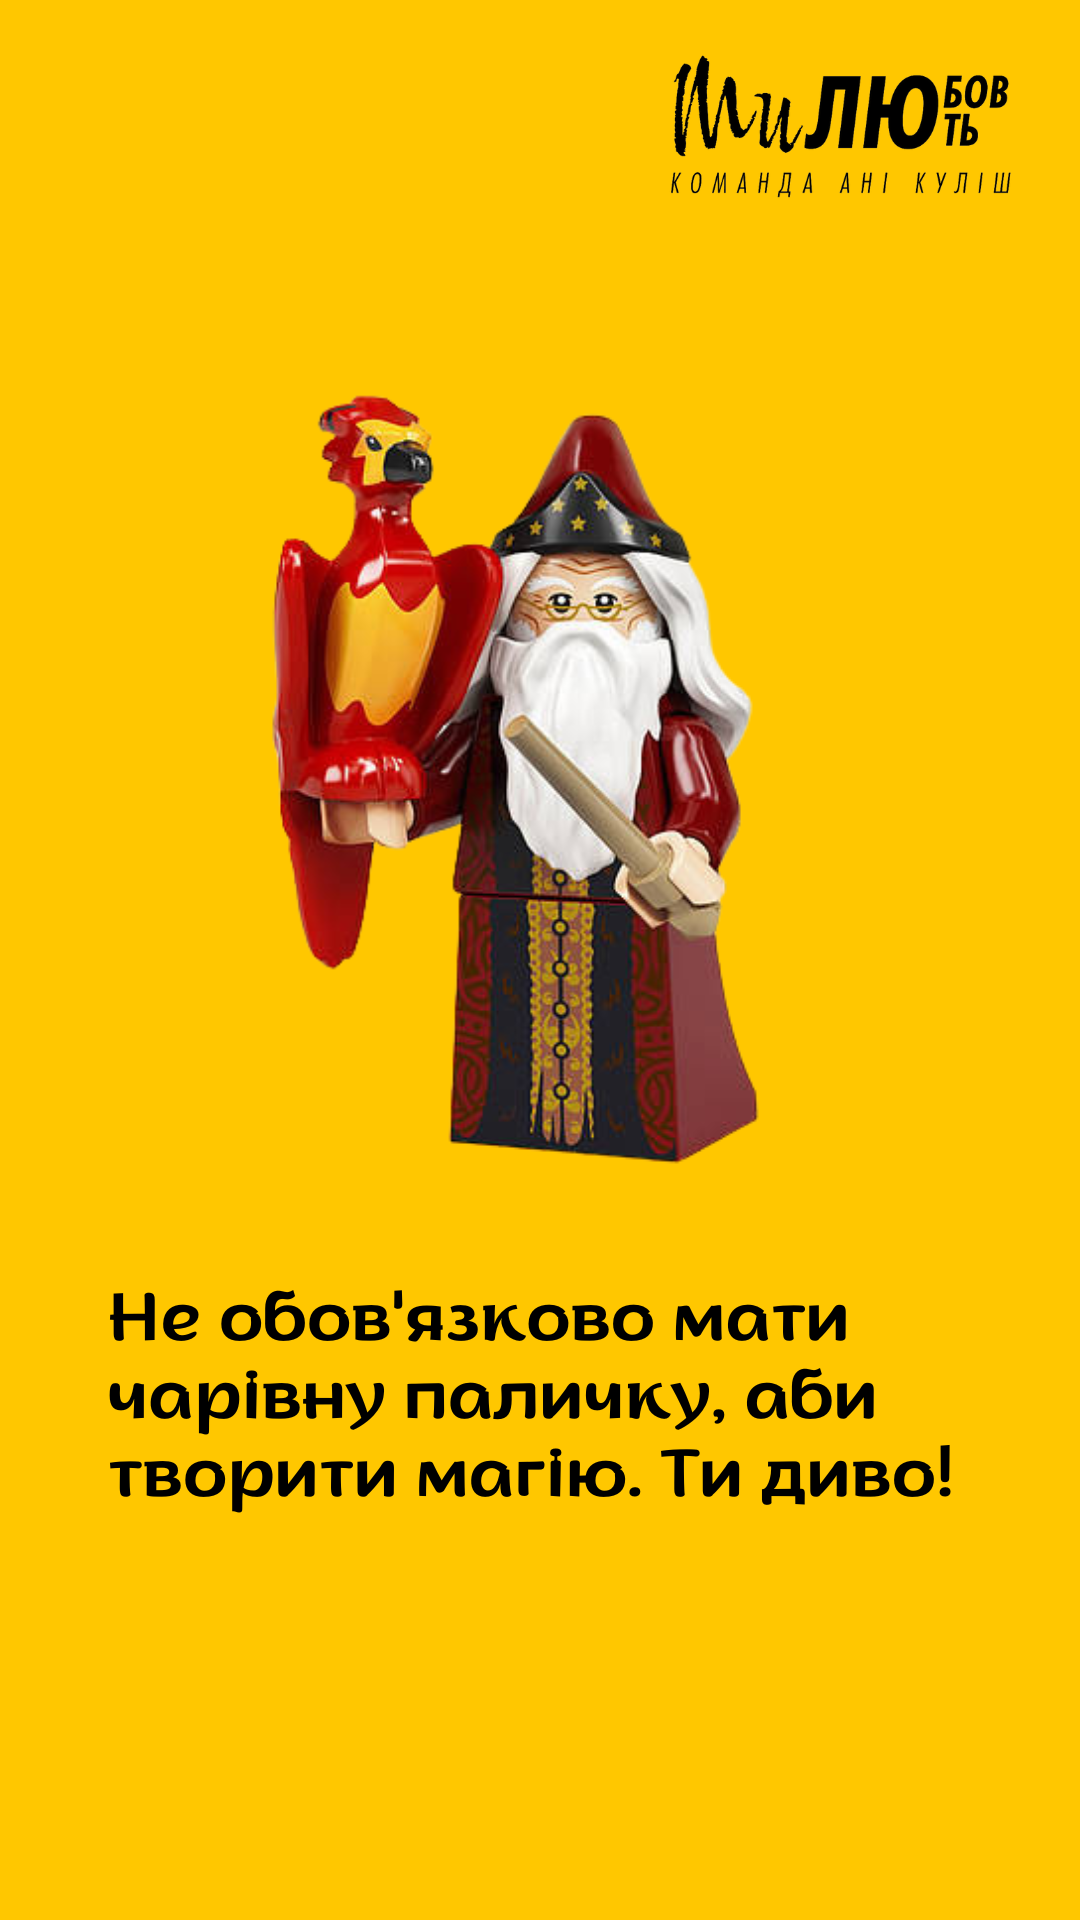 Ми ЛЮ БОВ
ТЬ
КОМАНДА АНІ КУЛІШ
Не обов'язково мати
чарівну паличку, аби
творити магію. Ти диво!